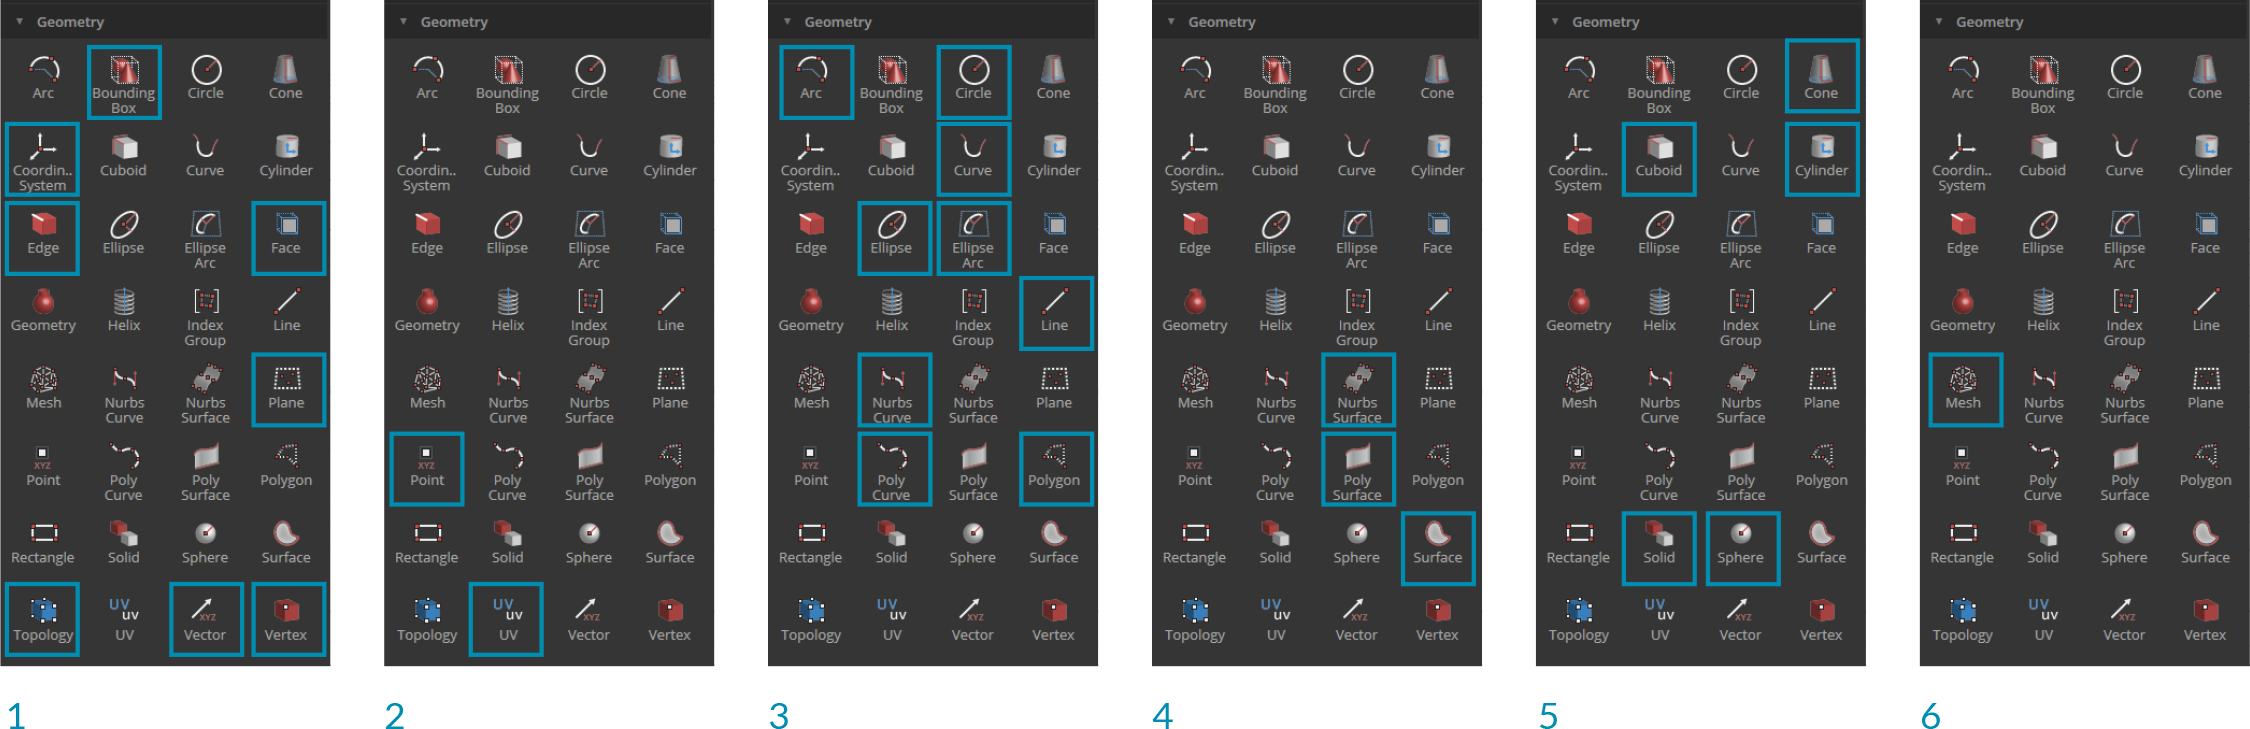 Geometry
Arc Bounding Circle Cone
Box
Coordin.. Cuboid Curve Cylinder
System
Edge Ellipse Ellipse Face
Arc
Geometry Helix Index Line
Group
Mesh Nurbs Nurbs Plane
Curve Surface
XYZ
Point Poly Poly Polygon
Curve Surface
Rectangle Solid Sphere Surface
UV
uv XYZ
Topology UV Vector Vertex
1
Geometry
Arc Bounding Circle Cone
Box
Coordin.. Cuboid Curve Cylinder
System
Edge Ellipse Ellipse Face
Arc
Geometry Helix Index Line
Group
Mesh Nurbs Nurbs Plane
Curve Surface
XYZ
Point Poly Poly Polygon
Curve Surface
Rectangle Solid Sphere Surface
UV
uv XYZ
Topology UV Vector Vertex
2
Geometry
Arc Bounding Circle Cone
Box
Coordin.. Cuboid Curve Cylinder
System
Edge Ellipse Ellipse Face
Arc
Geometry Helix Index Line
Group
Mesh Nurbs Nurbs Plane
Curve Surface
XYZ
Point Poly Poly Polygon
Curve Surface
Rectangle Solid Sphere Surface
UV
uv XYZ
Topology UV Vector Vertex
3
Geometry
Arc Bounding Circle Cone
Box
Coordin.. Cuboid Curve Cylinder
System
Edge Ellipse Ellipse Face
Arc
Geometry Helix Index Line
Group
Mesh Nurbs Nurbs Plane
Curve Surface
XYZ
Point Poly Poly Polygon
Curve Surface
Rectangle Solid Sphere Surface
UV
uv XYZ
Topology UV Vector Vertex
4
Geometry
Arc Bounding Circle Cone
Box
Coordin.. Cuboid Curve Cylinder
System
Edge Ellipse Ellipse Face
Arc
Geometry Helix Index Line
Group
Mesh Nurbs Nurbs Plane
Curve Surface
XYZ
Point Poly Poly Polygon
Curve Surface
Rectangle Solid Sphere Surface
UV
uv XYZ
Topology UV Vector Vertex
5
Geometry
Arc Bounding Circle Cone
Box
Coordin.. Cuboid Curve Cylinder
System
Edge Ellipse Ellipse Face
Arc
Geometry Helix Index Line
Group
Mesh Nurbs Nurbs Plane
Curve Surface
XYZ
Point Poly Poly Polygon
Curve Surface
Rectangle Solid Sphere Surface
UV
uv XYZ
Topology UV Vector Vertex
6